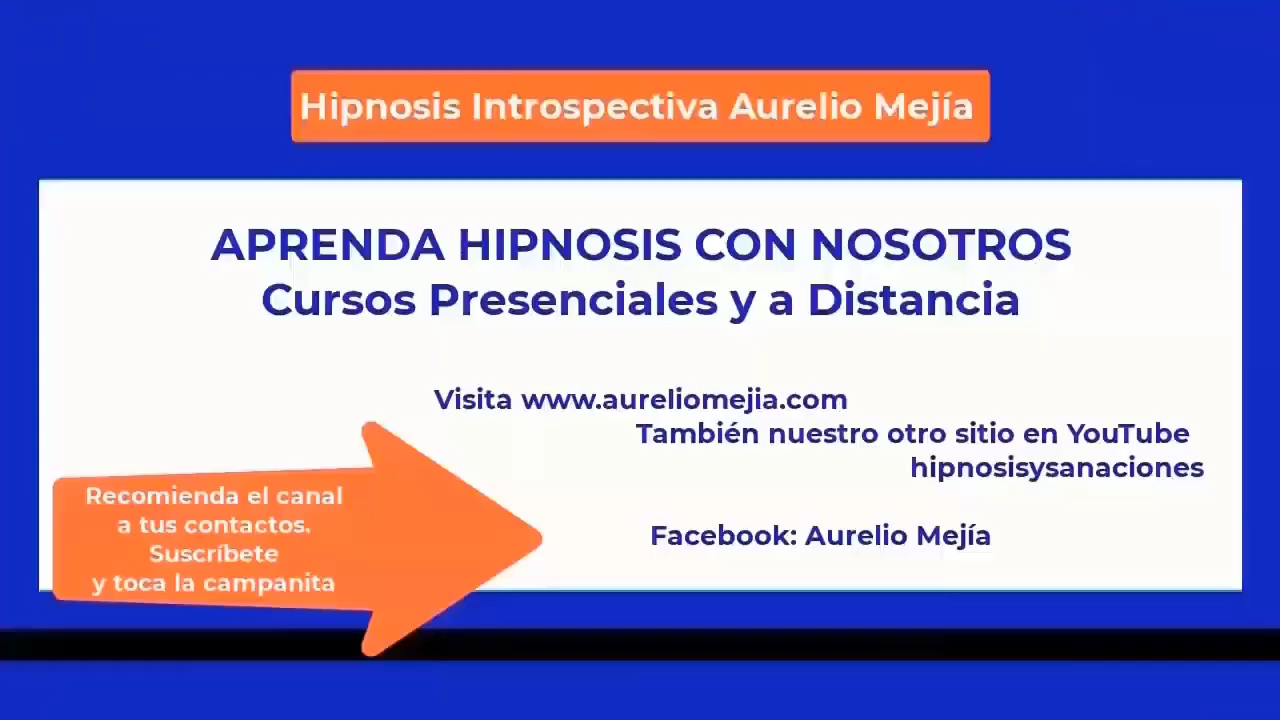 Hipnosis Introspectiva Aurelio Mejía
APRENDA HIPNOSIS CON NOSOTROS
Cursos Presenciales y a Distancia
Visita www.aureliomejia.com
También nuestro otro sitio en YouTube
hipnosisysanaciones
Facebook: Aurelio Mejía
Recomienda el canal
a tus contactos.
Suscríbete
y toca la campanita